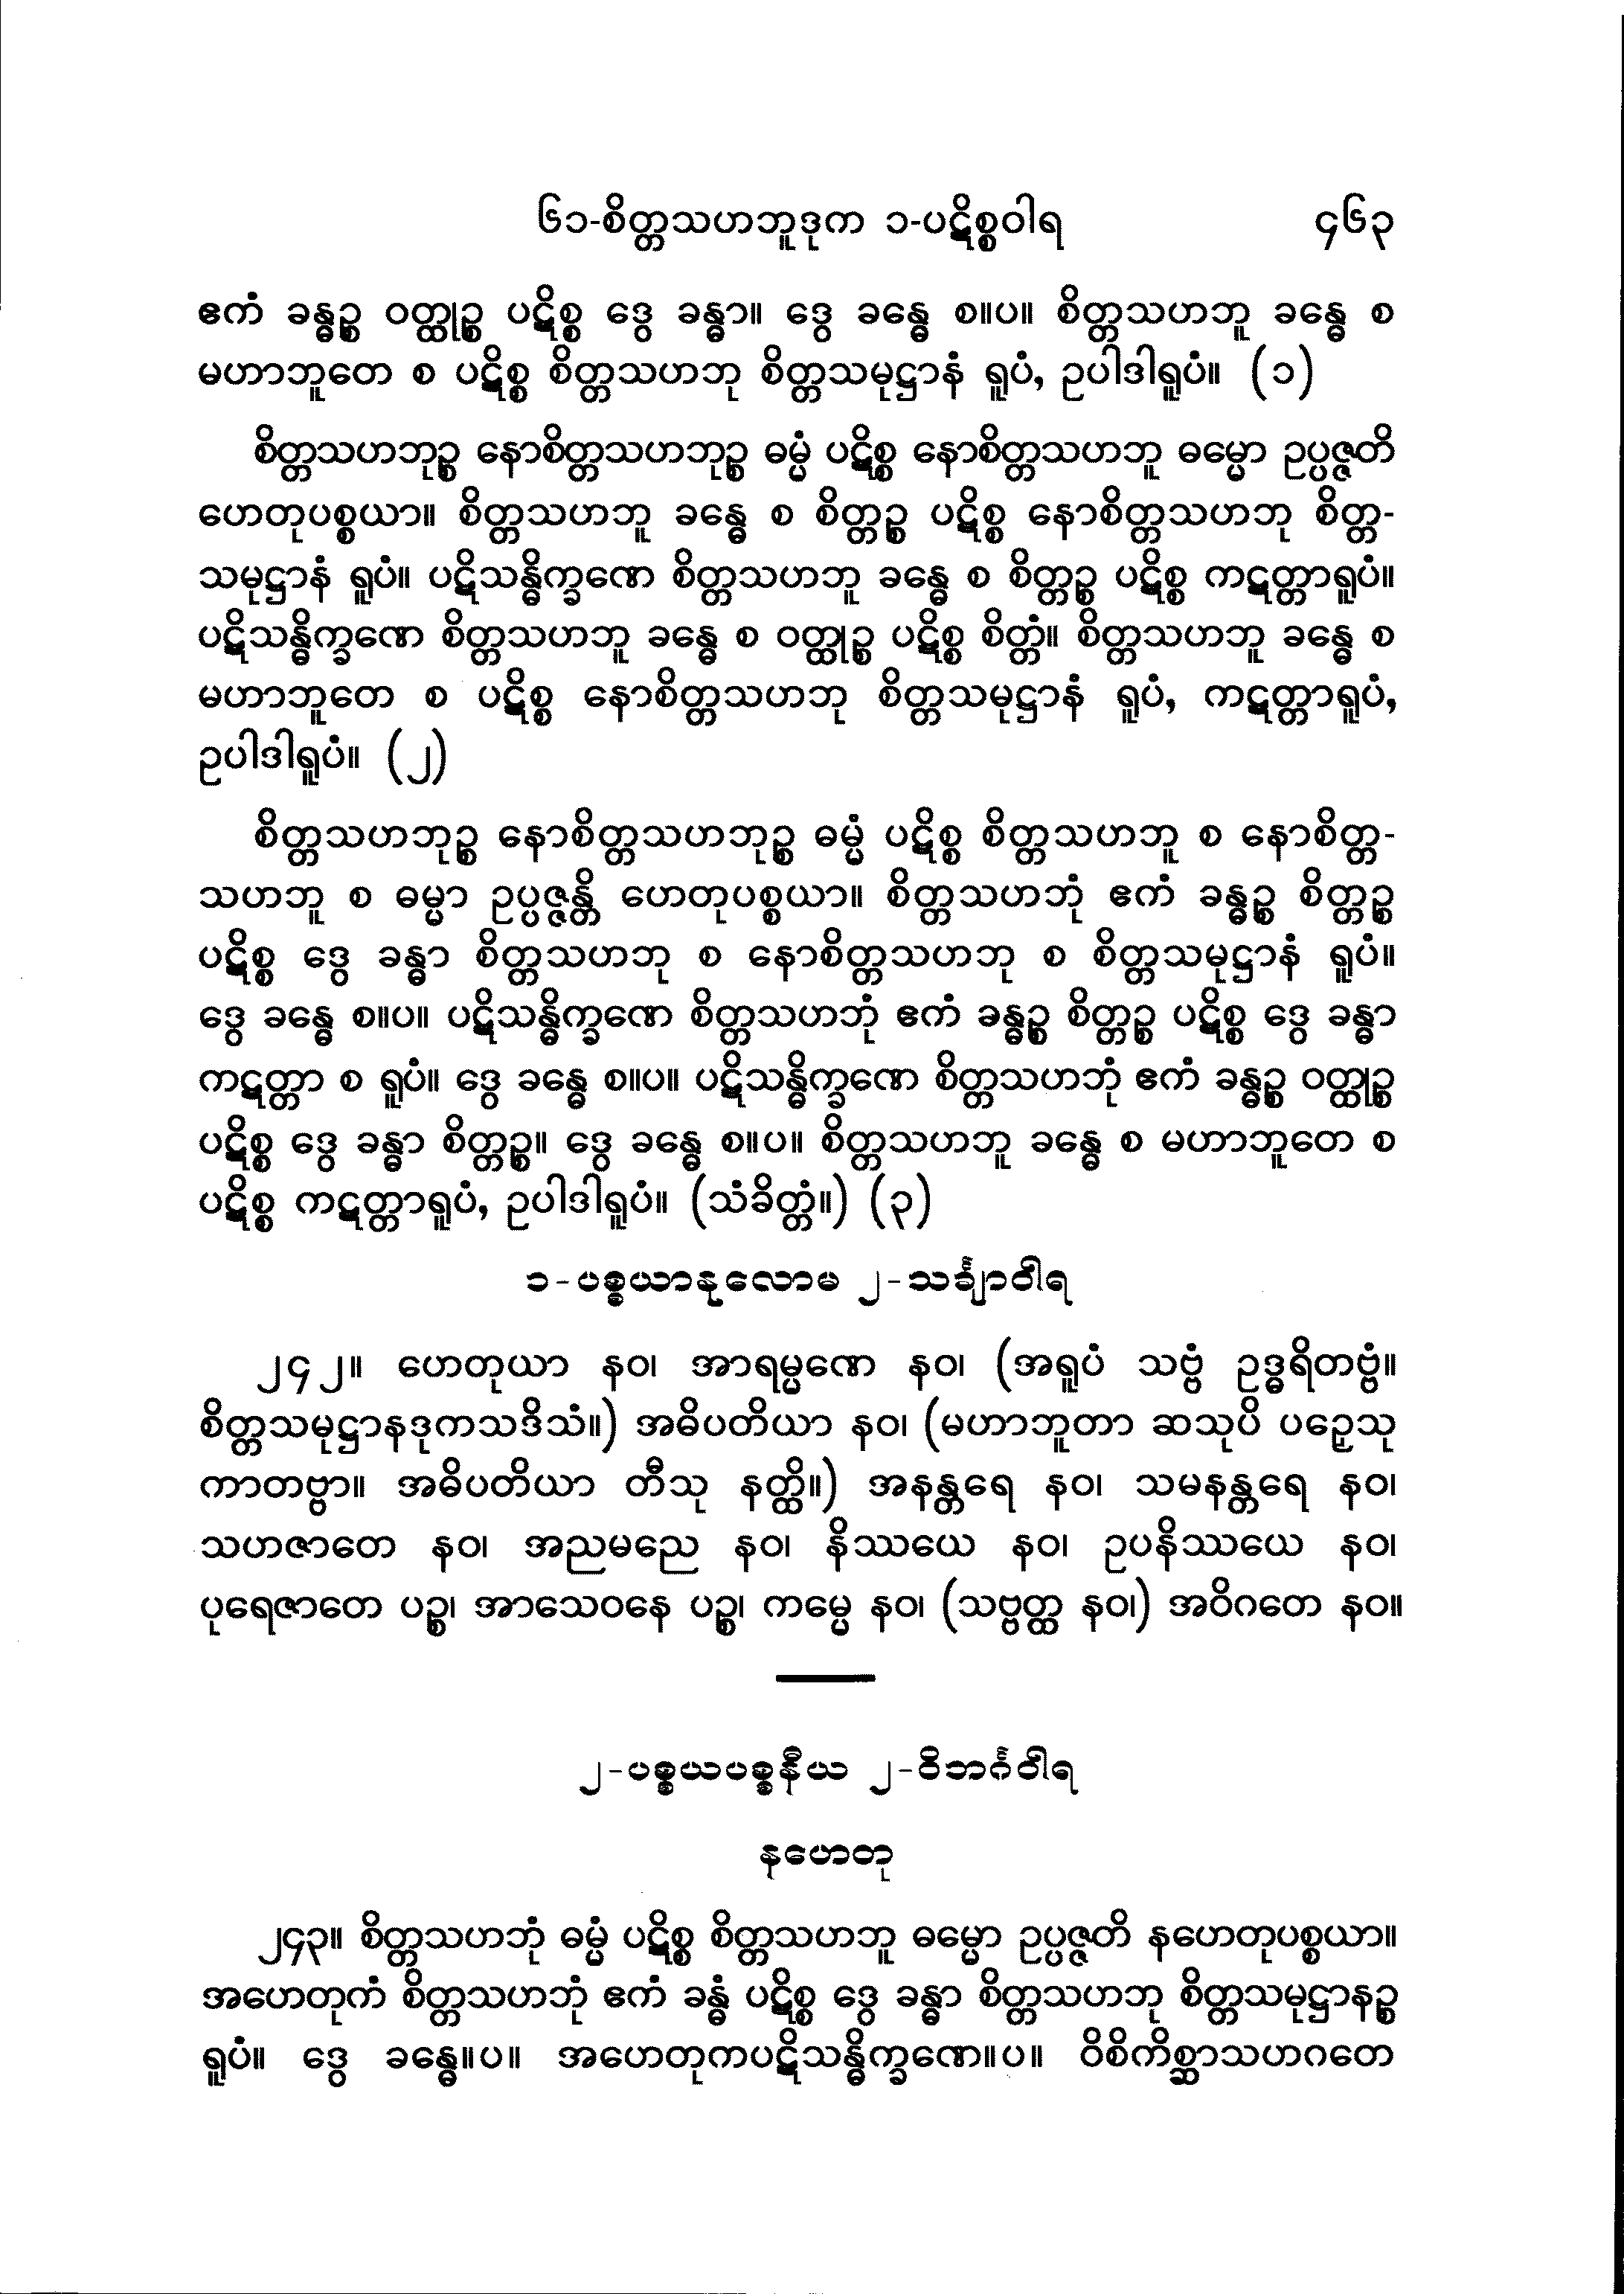 ၆၁-စိတ္တသဟဘူဒုက ၁-ပဋိစ္စဝါရ ၄၆၃
ဧကံ ခန္ဓဉ္စ ဝတ္ထုဉ္စ ပဋိစ္စ ဒွေ ခန္ဓာ။ ဒွေ ခန္ဓေ စ။ပ။ စိတ္တသဟဘူ ခန္ဓေ စ
မဟာဘူတေ စ ပဋိစ္စ စိတ္တသဟဘု စိတ္တသမုဋ္ဌာနံ ရူပံ, ဥပါဒါရူပံ။ (၁)
စိတ္တသဟဘုဉ္စ နောစိတ္တသဟဘုဉ္စ ဓမ္မံ ပဋိစ္စ နောစိတ္တသဟဘူ ဓမ္မော ဥပ္ပဇ္ဇတိ
ဟေတုပစ္စယာ။ စိတ္တသဟဘူ ခန္ဓေ စ စိတ္တဉ္စ ပဋိစ္စ နောစိတ္တသဟဘု စိတ္တ-
သမုဋ္ဌာနံ ရူပံ။ ပဋိသန္ဓိက္ခဏေ စိတ္တသဟဘူ ခန္ဓေ စ စိတ္တဉ္စ ပဋိစ္စ ကဋတ္တာရူပံ။
ပဋိသန္ဓိက္ခဏေ စိတ္တသဟဘူ ခန္ဓေ စ ဝတ္ထုဉ္စ ပဋိစ္စ စိတ္တံ။ စိတ္တသဟဘူ ခန္ဓေ စ
မဟာဘူတေ စ ပဋိစ္စ နောစိတ္တသဟဘု စိတ္တသမုဋ္ဌာနံ ရူပံ, ကဋတ္တာရူပံ,
ဥပါဒါရူပံ။ (၂)
စိတ္တသဟဘုဉ္စ နောစိတ္တသဟဘုဉ္စ ဓမ္မံ ပဋိစ္စ စိတ္တသဟဘူ စ နောစိတ္တ-
သဟဘူ စ ဓမ္မာ ဥပ္ပဇ္ဇန္တိ ဟေတုပစ္စယာ။ စိတ္တသဟဘုံ ဧကံ ခန္ဓဉ္စ စိတ္တဉ္စ
ပဋိစ္စ ဒွေ ခန္ဓာ စိတ္တသဟဘု စ နောစိတ္တသဟဘု စ စိတ္တသမုဋ္ဌာနံ ရူပံ။
ဒွေ ခန္ဓေ စ။ပ။ ပဋိသန္ဓိက္ခဏေ စိတ္တသဟဘုံ ဧကံ ခန္ဓဉ္စ စိတ္တဉ္စ ပဋိစ္စ ဒွေ ခန္ဓာ
ကဋတ္တာ စ ရူပံ။ ဒွေ ခန္ဓေ စ။ပ။ ပဋိသန္ဓိက္ခဏေ စိတ္တသဟဘုံ ဧကံ ခန္ဓဉ္စ ဝတ္ထုဉ္စ
ပဋိစ္စ ဒွေ ခန္ဓာ စိတ္တဉ္စ။ ဒွေ ခန္ဓေ စ။ပ။ စိတ္တသဟဘူ ခန္ဓေ စ မဟာဘူတေ စ
ပဋိစ္စ ကဋတ္တာရူပံ, ဥပါဒါရူပံ။ (သံခိတ္တံ။) (၃)
၁-ပစ္စယာနုလောမ ၂-သင်္ချာဝါရ
၂၄၂။ ဟေတုယာ နဝ၊ အာရမ္မဏေ နဝ၊ (အရူပံ သဗ္ဗံ ဥဒ္ဓရိတဗ္ဗံ။
စိတ္တသမုဋ္ဌာနဒုကသဒိသံ။) အဓိပတိယာ နဝ၊ (မဟာဘူတာ ဆသုပိ ပဉှေသု
ကာတဗ္ဗာ။ အဓိပတိယာ တီသု နတ္ထိ။) အနန္တရေ နဝ၊ သမနန္တရေ နဝ၊
သဟဇာတေ နဝ၊ အညမညေ နဝ၊ နိဿယေ နဝ၊ ဥပနိဿယေ နဝ၊
ပုရေဇာတေ ပဉ္စ၊ အာသေဝနေ ပဉ္စ၊ ကမ္မေ နဝ၊ (သဗ္ဗတ္ထ နဝ၊) အဝိဂတေ နဝ။
၂-ပစ္စယပစ္စနီယ ၂-ဝိဘင်္ဂဝါရ
နဟေတု
၂၄၃။ စိတ္တသဟဘုံ ဓမ္မံ ပဋိစ္စ စိတ္တသဟဘူ ဓမ္မော ဥပ္ပဇ္ဇတိ နဟေတုပစ္စယာ။
အဟေတုကံ စိတ္တသဟဘုံ ဧကံ ခန္ဓံ ပဋိစ္စ ဒွေ ခန္ဓာ စိတ္တသဟဘု စိတ္တသမုဋ္ဌာနဉ္စ
ရူပံ။ ဒွေ ခန္ဓေ။ပ။ အဟေတုကပဋိသန္ဓိက္ခဏေ။ပ။ ဝိစိကိစ္ဆာသဟဂတေ